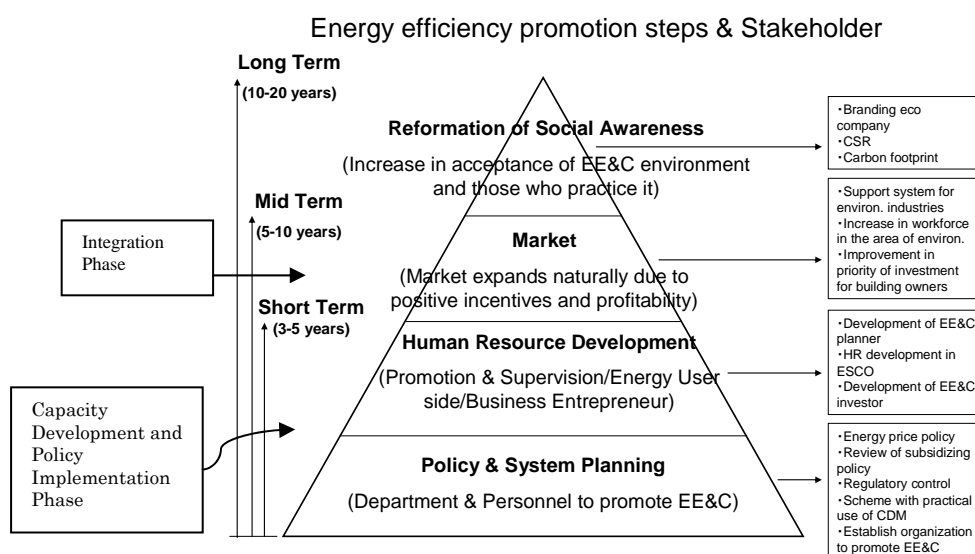 Energy efficiency promotion steps & Stakeholder
Long Term
(10-20 years)
Reformation of Social Awareness
(Increase in acceptance of EE&C environment
and those who practice it)
・Branding eco
company
・CSR
・Carbon footprint
Mid Term
(5-10 years)
Integration
Phase
Market
(Market expands naturally due to
positive incentives and profitability)
・Support system for
environ. industries
・Increase in workforce
in the area of environ.
・Improvement in
priority of investment
for building owners
Short Term
(3-5 years)
Human Resource Development
(Promotion & Supervision/Energy User
side/Business Entrepreneur)
・Development of EE&C
planner
・HR development in
ESCO
・Development of EE&C
investor
Capacity
Development and
Policy
Implementation
Phase
Policy & System Planning
(Department & Personnel to promote EE&C)
・Energy price policy
・Review of subsidizing
policy
・Regulatory control
・Scheme with practical
use of CDM
・Establish organization
to promote EE&C